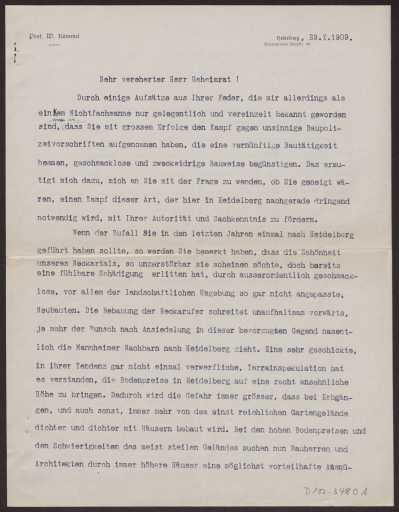 Prof. W. Kümmel
Heidelberg, 29.X.1909.
Sehr verehrter Herr Geheimrat !
Durch einige Aufsätze aus Ihrer Feder, die mir allerdings als
einem Nichtfachmanne nur gelegentlich und vereinzelt bekannt geworden
sind, dass Sie mit grossem Erfolge den Kampf gegen unsinnige Baupoli-
zeivorschriften aufgenommen haben, die eine vernünftige Bautätigkeit
hemmen, geschmacklose und zweckwidrige Bauweise begünstigen. Das ermu-
tigt mich dazu, mich an Sie mit der Frage zu wenden, ob Sie geneigt wä-
ren, einen Kampf dieser Art, der hier in Heidelberg nachgerade dringend
notwendig wird, mit Ihrer Autorität und Sachkenntnis zu fördern.
Wenn der Zufall Sie in den letzten Jahren einmal nach Heidelberg
geführt haben sollte, so werden Sie bemerkt haben, dass die Schönheit
unseres Neckartals, so unzerstörbar sie scheinen möchte, doch bereits
eine fühlbare Schädigung erlitten hat, durch ausserordentlich geschmack-
lose, vor allem der landschaftlichen Umgebung so gar nicht angepasste,
Neubauten. Die Bebauung der Neckarufer schreitet unaufhaltsam vorwärts,
je mehr der Wunsch nach Ansiedelung in dieser bevorzugten Gegend nament-
lich die Mannheimer Nachbarn nach Heidelberg zieht. Eine sehr geschickte,
in ihrer Tendenz gar nicht einmal verwerfliche, Terrainspekulation hat
es verstanden, die Bodenpreise in Heidelberg auf eine recht ansehnliche
Höhe zu bringen. Dadurch wird die Gefahr immer grösser, dass bei Erbgän-
gen, und auch sonst, immer mehr von dem einst reichlichen Gartengelände
dichter und dichter mit Häusern bebaut wird. Bei den hohen Bodenpreisen und
den Schwierigkeiten des meist steilen Geländes suchen nun Bauherren und
Architekten durch immer höhere Häuser eine möglichst vorteilhafte Ausnü-